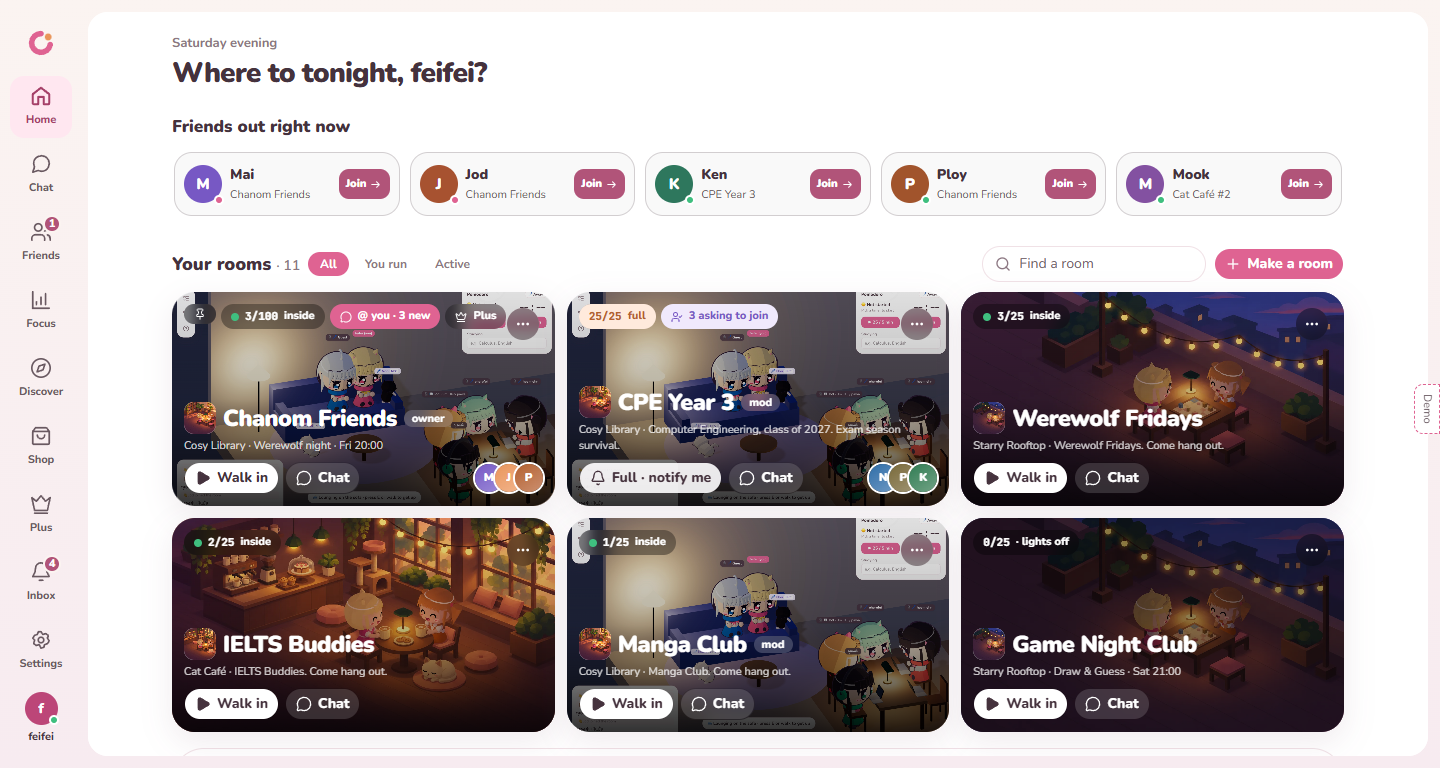 Saturday evening
Where to tonight, feifei?
Home
Chat
1
Friends
Focus
Discover
Shop
Plus
4
Inbox
Settings
f
feifei
Friends out right now
M
Mai
Chanom Friends
Join →
J
Jod
Chanom Friends
Join →
K
Ken
CPE Year 3
Join →
P
Ploy
Chanom Friends
Join →
M
Mook
Cat Café #2
Join →
Your rooms · 11
All
You run
Active
Find a room
+ Make a room
3/100 inside
@ you · 3 new
Plus
Pomodoro
Chanom Friends owner
Cosy Library · Werewolf night · Fri 20:00
Walk in
Chat
M J P
25/25 full
3 asking to join
Pomodoro
CPE Year 3 mod
Cosy Library · Computer Engineering, class of 2027. Exam season
survival.
Full · notify me
Chat
N P K
3/25 inside
Werewolf Fridays
Starry Rooftop · Werewolf Fridays. Come hang out.
Walk in
Chat
2/25 inside
IELTS Buddies
Cat Café · IELTS Buddies. Come hang out.
Walk in
Chat
1/25 inside
Pomodoro
Manga Club mod
Cosy Library · Manga Club. Come hang out.
Walk in
Chat
0/25 · lights off
Game Night Club
Starry Rooftop · Draw & Guess · Sat 21:00
Walk in
Chat
Demo